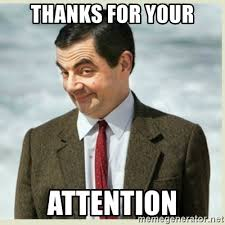 THANKS FOR YOUR
ATTENTION
memegenerator.net